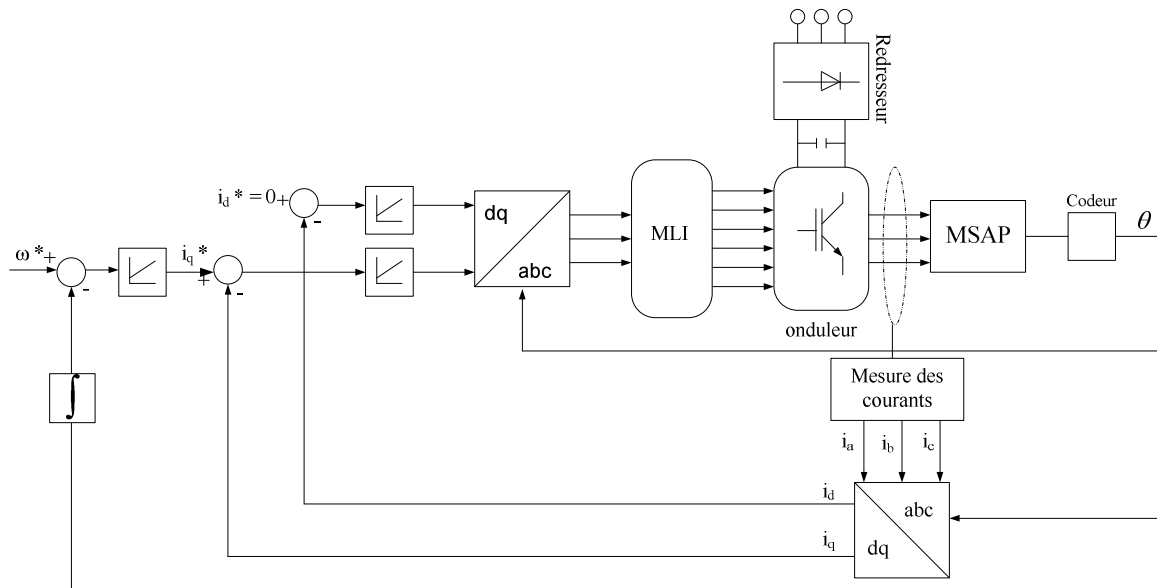 Redresseur
i_d* = 0 +
-
dq
abc
MLI
MSAP
Codeur
θ
ω* +
-
i_q*
+
-
onduleur
∫
Mesure des
courants
i_a
i_b
i_c
i_d
abc
i_q
dq